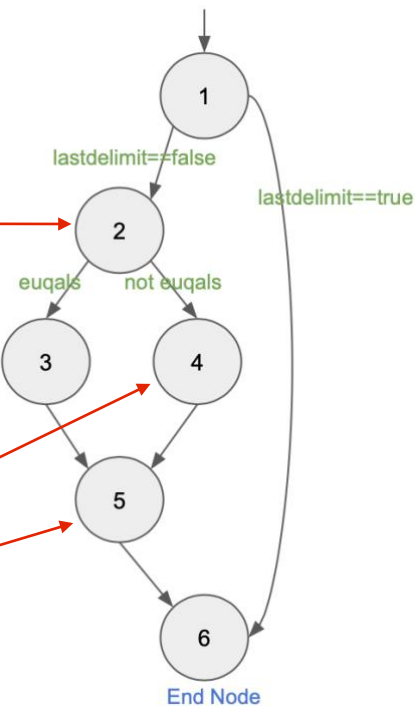 1
lastdelimit==false
lastdelimit==true
2
euqals
not euqals
3
4
5
6
End Node